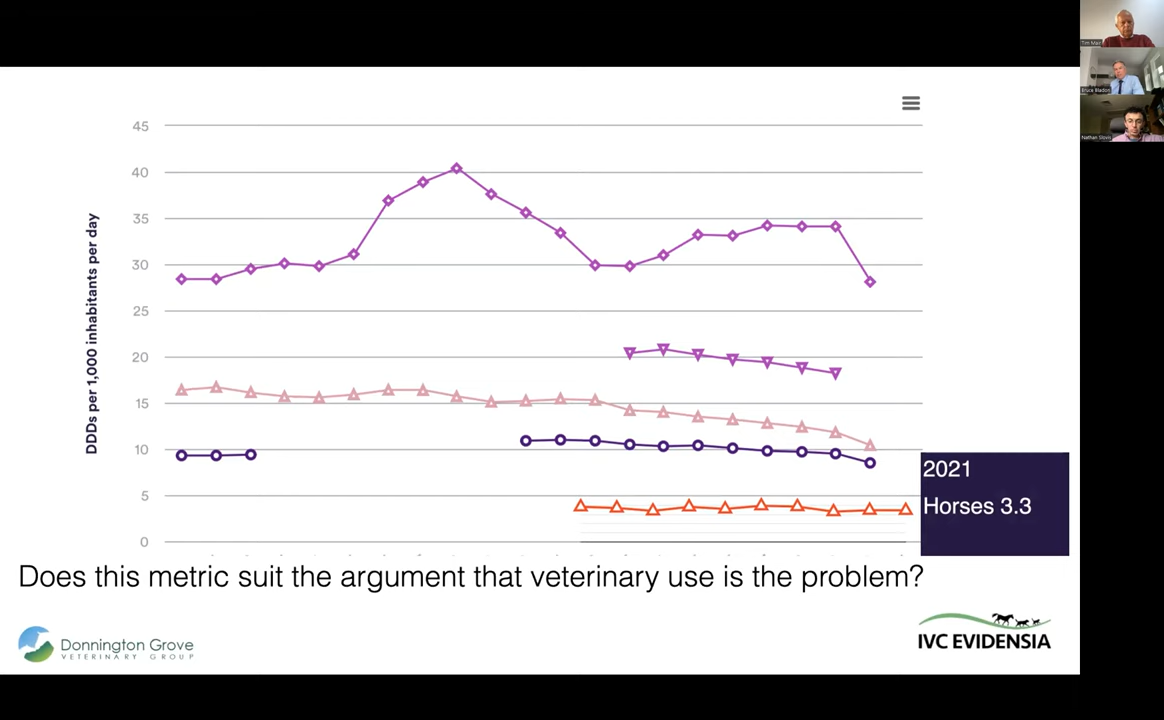 45
40
35
30
25
20
15
10
5
0
DDDs per 1,000 inhabitants per day
2021
Horses 3.3
Does this metric suit the argument that veterinary use is the problem?
Donnington Grove
VETERINARY GROUP
IVC EVIDENSIA
Bruce Bladon